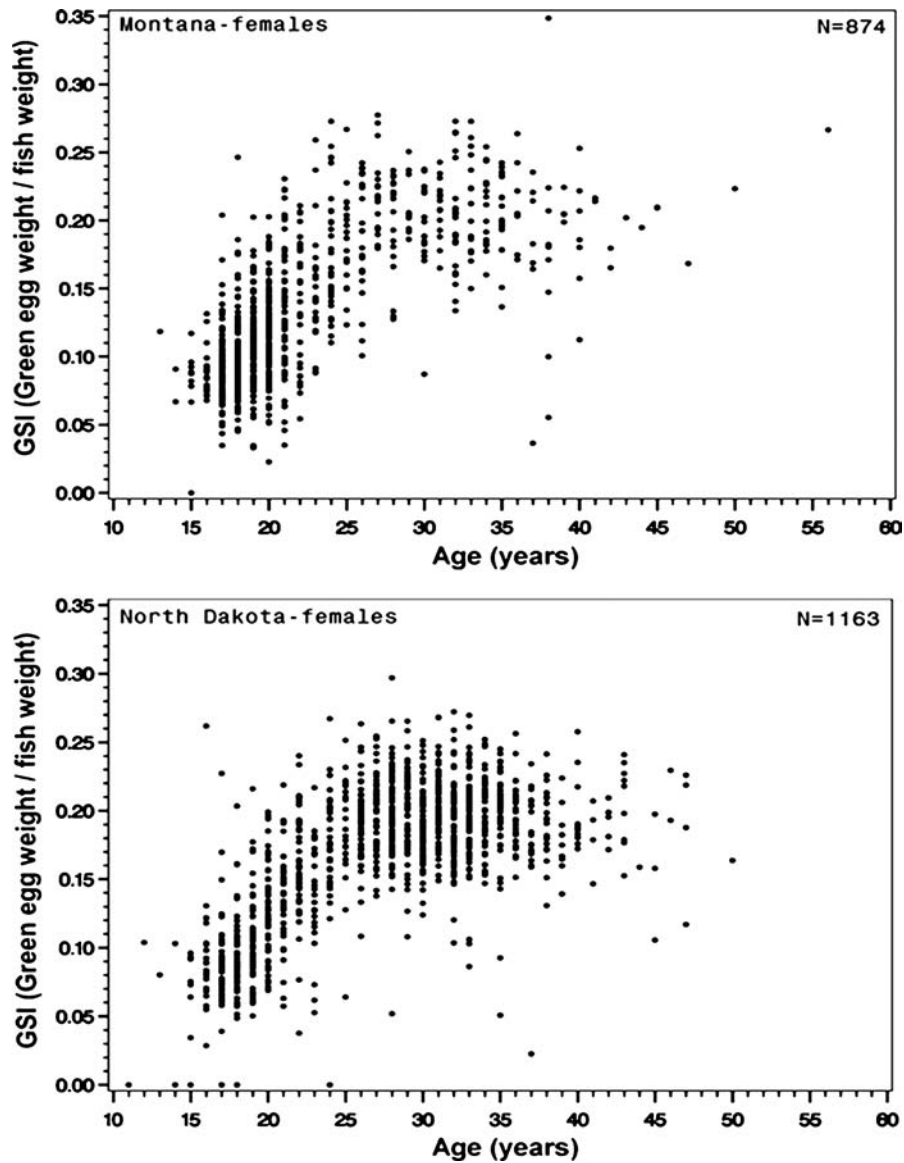 Montana-females N=874
GSI (Green egg weight / fish weight)
0.35
0.30
0.25
0.20
0.15
0.10
0.05
0.00
10 15 20 25 30 35 40 45 50 55 60
Age (years)
North Dakota-females N=1163
GSI (Green egg weight / fish weight)
0.35
0.30
0.25
0.20
0.15
0.10
0.05
0.00
10 15 20 25 30 35 40 45 50 55 60
Age (years)